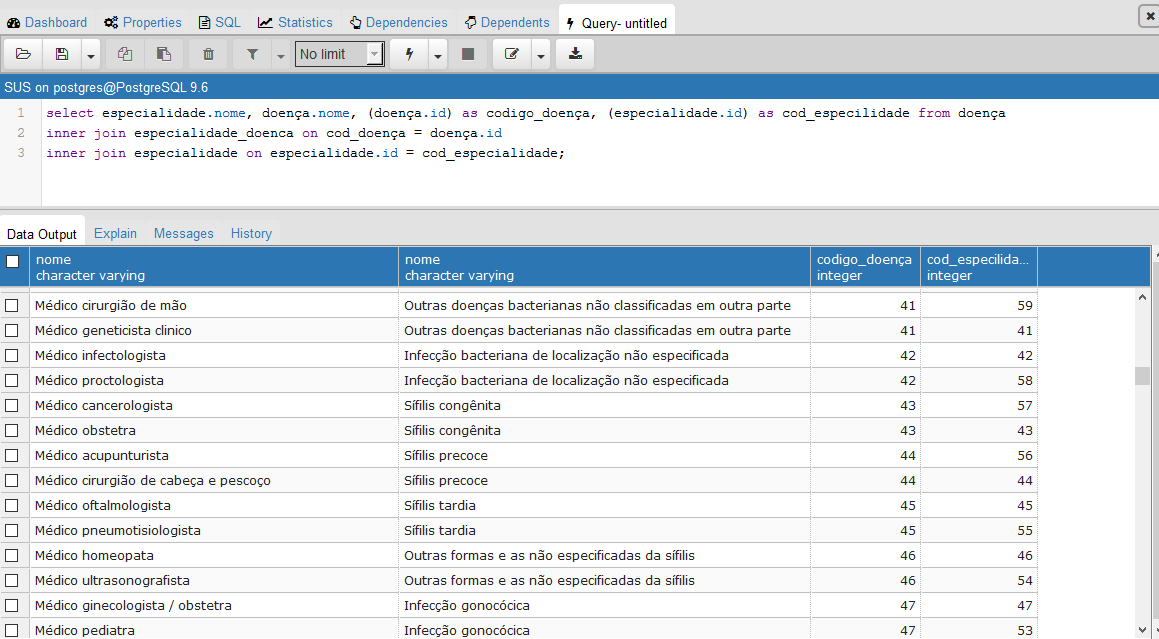 Dashboard Properties SQL Statistics Dependencies Dependents Query- untitled
No limit
SUS on postgres@PostgreSQL 9.6
1 select especialidade.nome, doença.nome, (doença.id) as codigo_doença, (especialidade.id) as cod_especilidade from doença
2 inner join especialidade_doenca on cod_doença = doença.id
3 inner join especialidade on especialidade.id = cod_especialidade;
Data Output Explain Messages History
nome nome codigo_doença cod_especilida...
character varying character varying integer integer
Médico cirurgião de mão Outras doenças bacterianas não classificadas em outra parte 41 59
Médico geneticista clinico Outras doenças bacterianas não classificadas em outra parte 41 41
Médico infectologista Infecção bacteriana de localização não especificada 42 42
Médico proctologista Infecção bacteriana de localização não especificada 42 58
Médico cancerologista Sífilis congênita 43 57
Médico obstetra Sífilis congênita 43 43
Médico acupunturista Sífilis precoce 44 56
Médico cirurgião de cabeça e pescoço Sífilis precoce 44 44
Médico oftalmologista Sífilis tardia 45 45
Médico pneumotisiologista Sífilis tardia 45 55
Médico homeopata Outras formas e as não especificadas da sífilis 46 46
Médico ultrasonografista Outras formas e as não especificadas da sífilis 46 54
Médico ginecologista / obstetra Infecção gonocócica 47 47
Médico pediatra Infecção gonocócica 47 53